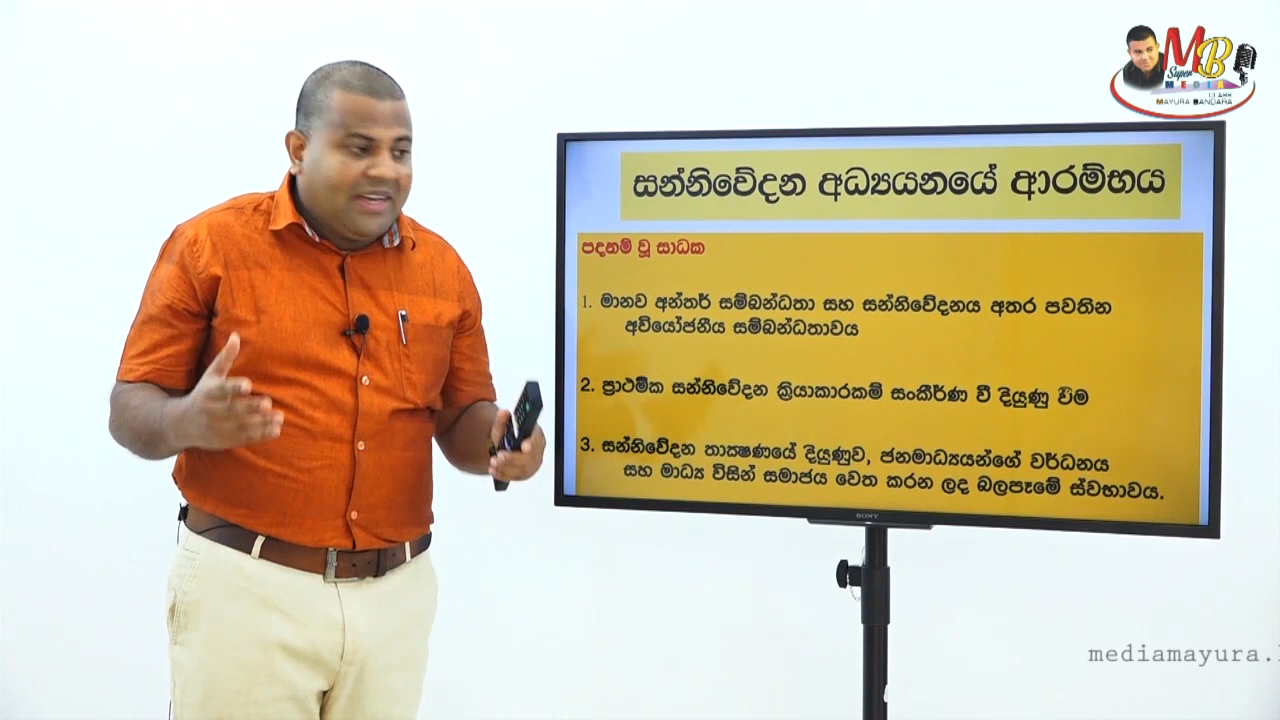 MB
Super
MEDIA
CLASS
MAYURA BANDARA
සන්නිවේදන අධ්‍යයනයේ ආරම්භය
පදනම් වූ සාධක
1. මානව අන්තර් සම්බන්ධතා සහ සන්නිවේදනය අතර පවතින
අවියෝජනීය සම්බන්ධතාවය
2. ප්‍රාථමික සන්නිවේදන ක්‍රියාකාරකම් සංකීර්ණ වී දියුණු වීම
3. සන්නිවේදන තාක්‍ෂණයේ දියුණුව, ජනමාධ්‍යයන්ගේ වර්ධනය
සහ මාධ්‍ය විසින් සමාජය වෙත කරන ලද බලපෑමේ ස්වභාවය.
SONY
mediamayura.